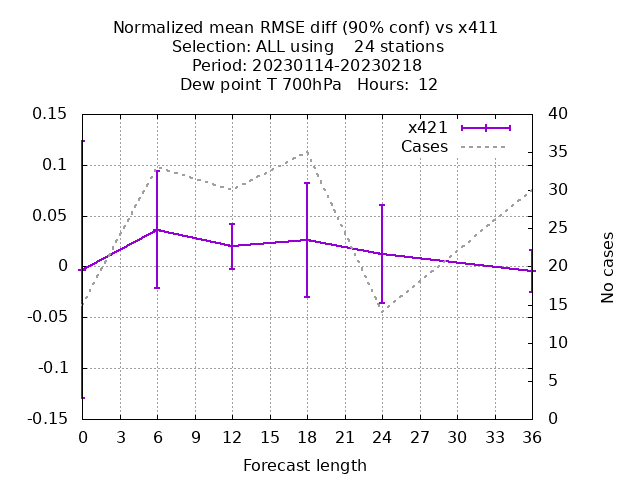 Normalized mean RMSE diff (90% conf) vs x411
Selection: ALL using    24 stations
Period: 20230114-20230218
Dew point T 700hPa   Hours:  12
0.15
0.1
0.05
0
-0.05
-0.1
-0.15
40
35
30
25
20
15
10
5
0
x421
Cases
No cases
0 3 6 9 12 15 18 21 24 27 30 33 36
Forecast length